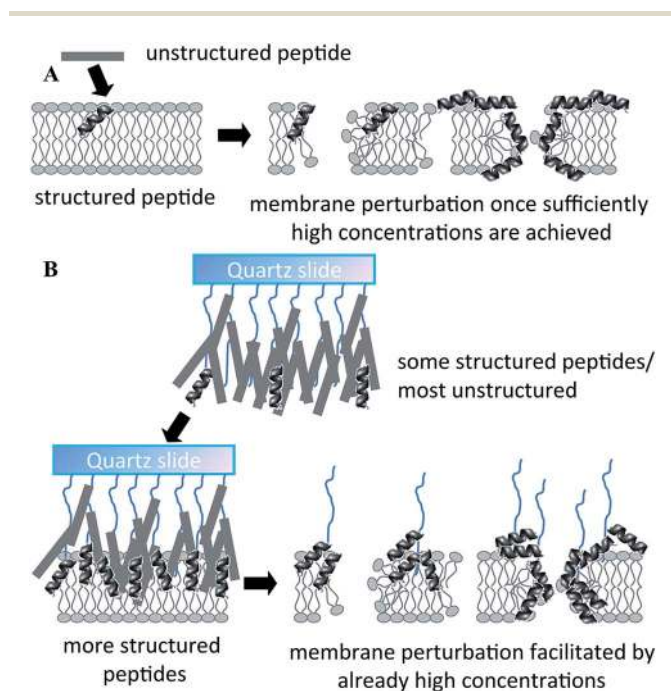 unstructured peptide
A
structured peptide
membrane perturbation once sufficiently
high concentrations are achieved
B
Quartz slide
some structured peptides/
most unstructured
Quartz slide
more structured
peptides
membrane perturbation facilitated by
already high concentrations